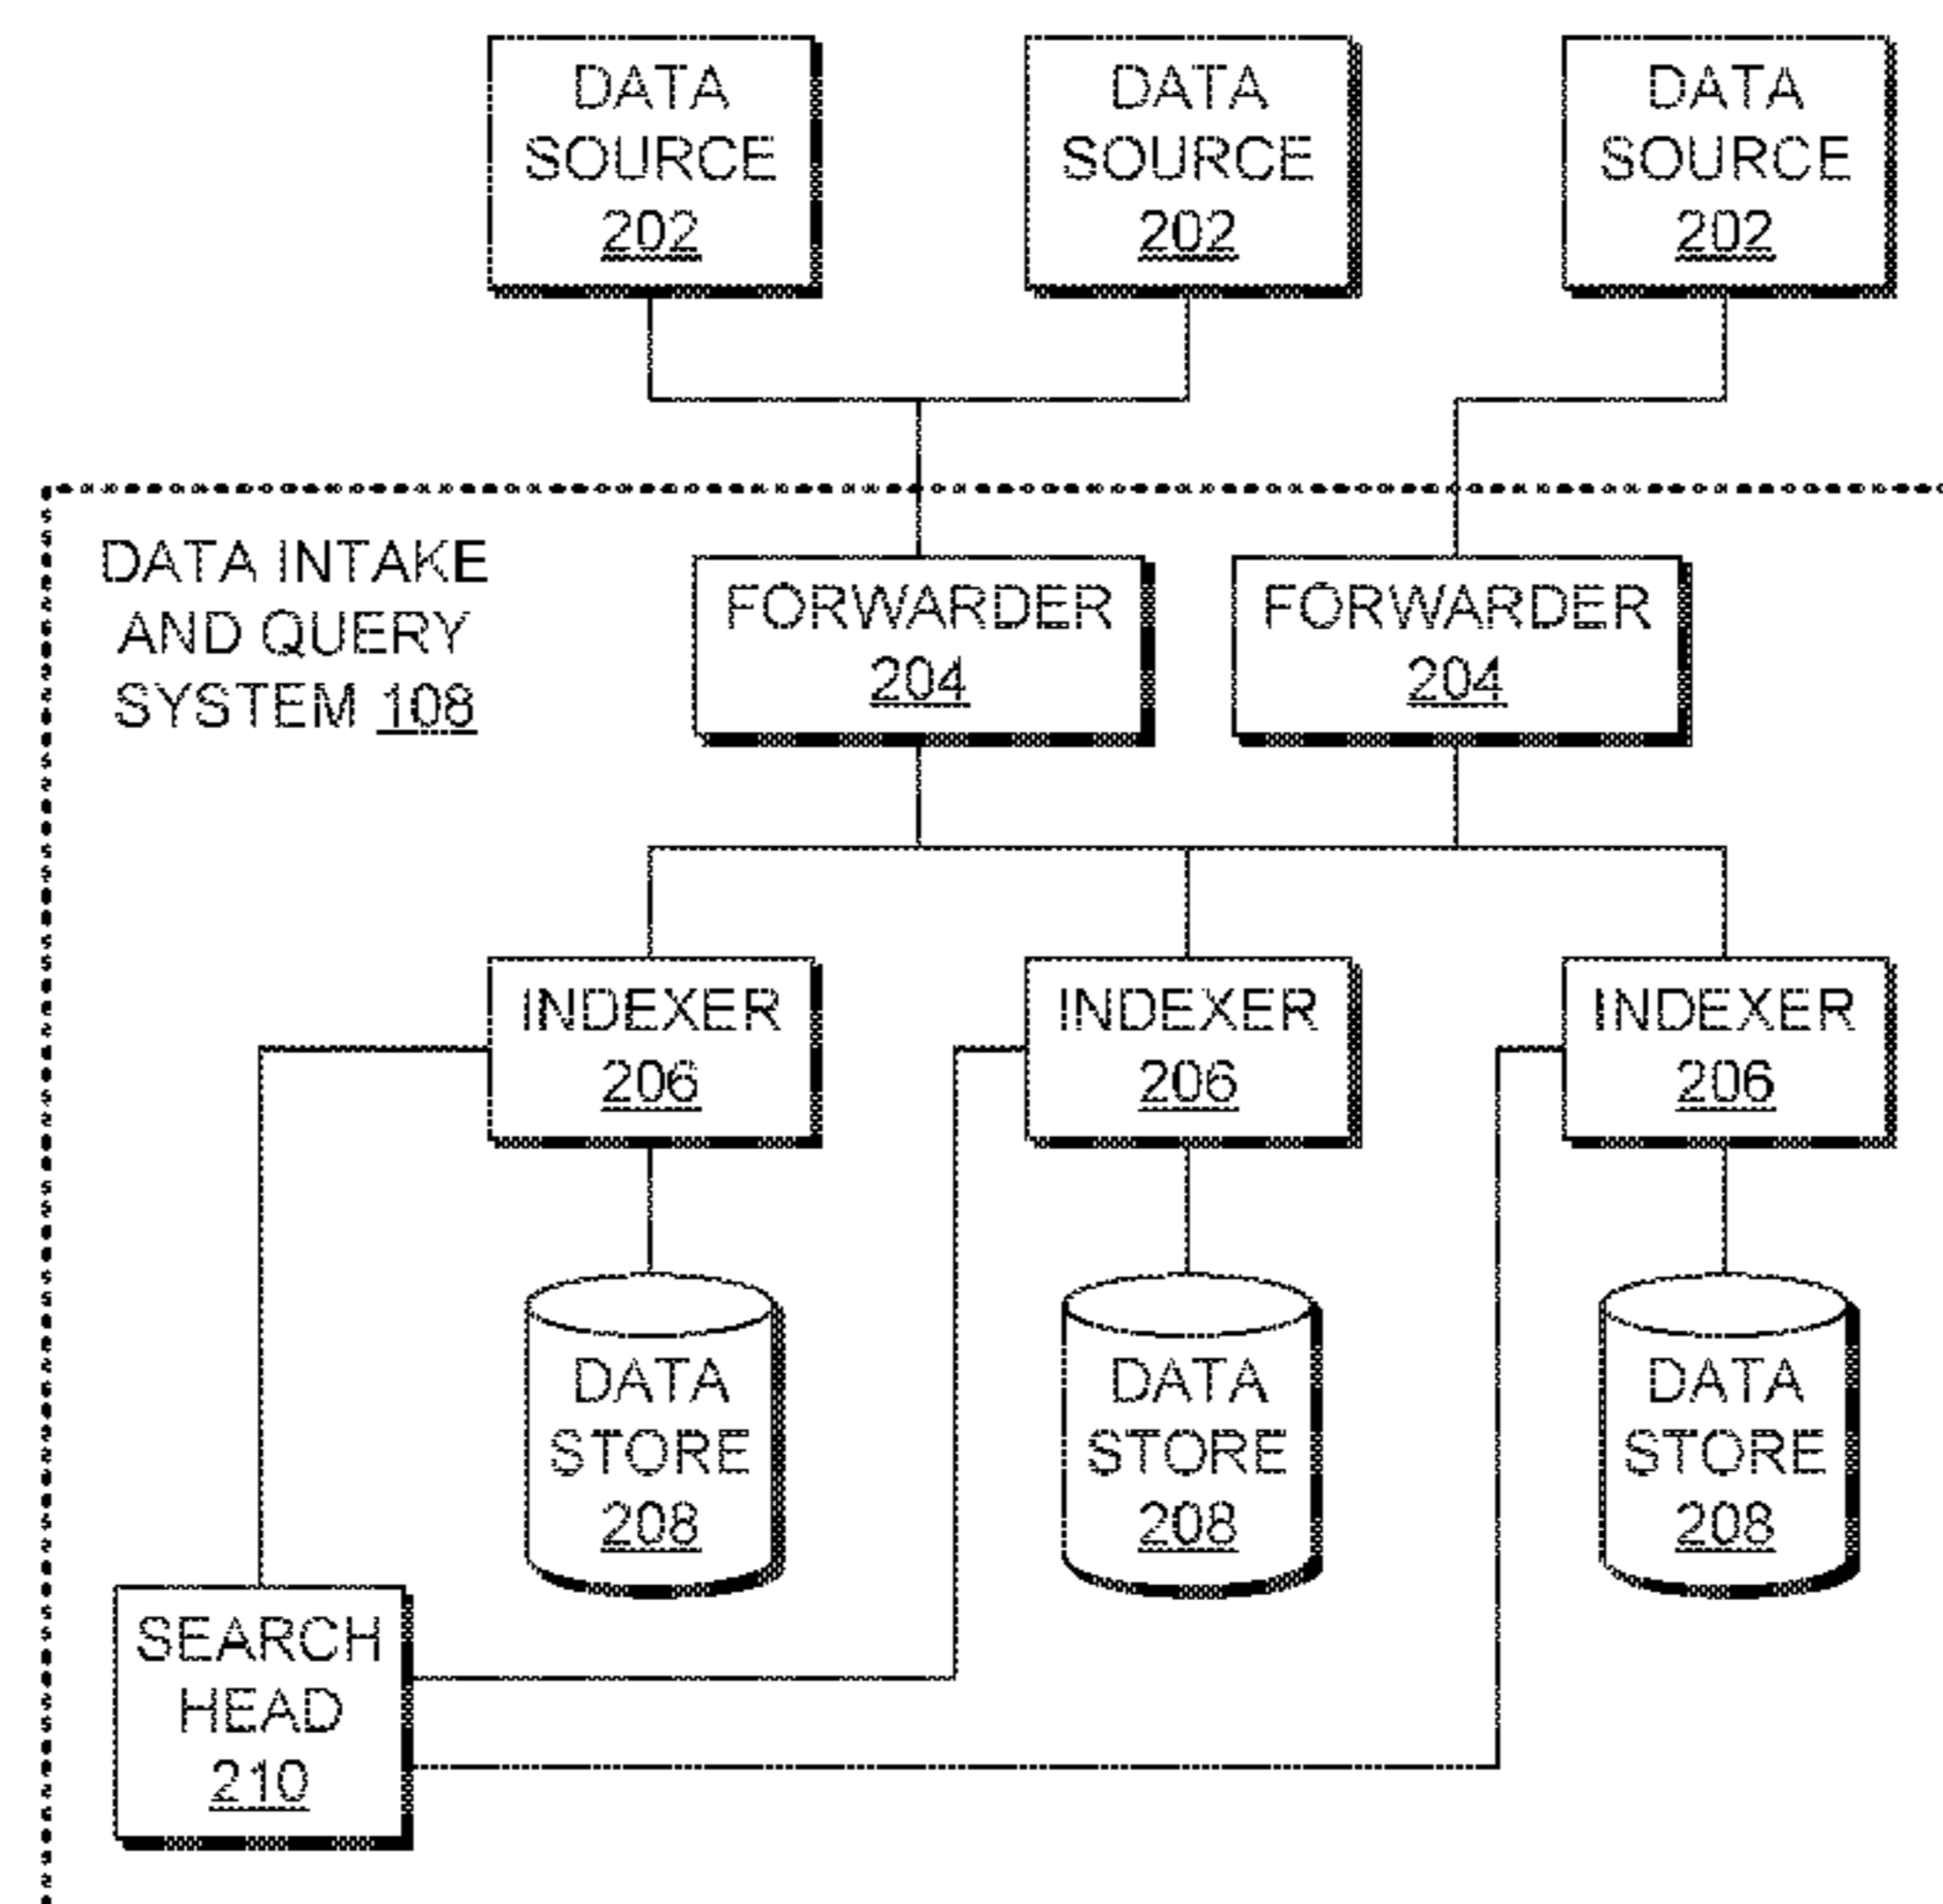 DATA
SOURCE
202
DATA
SOURCE
202
DATA
SOURCE
202
DATA INTAKE
AND QUERY
SYSTEM 108
FORWARDER
204
FORWARDER
204
INDEXER
206
INDEXER
206
INDEXER
206
DATA
STORE
208
DATA
STORE
208
DATA
STORE
208
SEARCH
HEAD
210